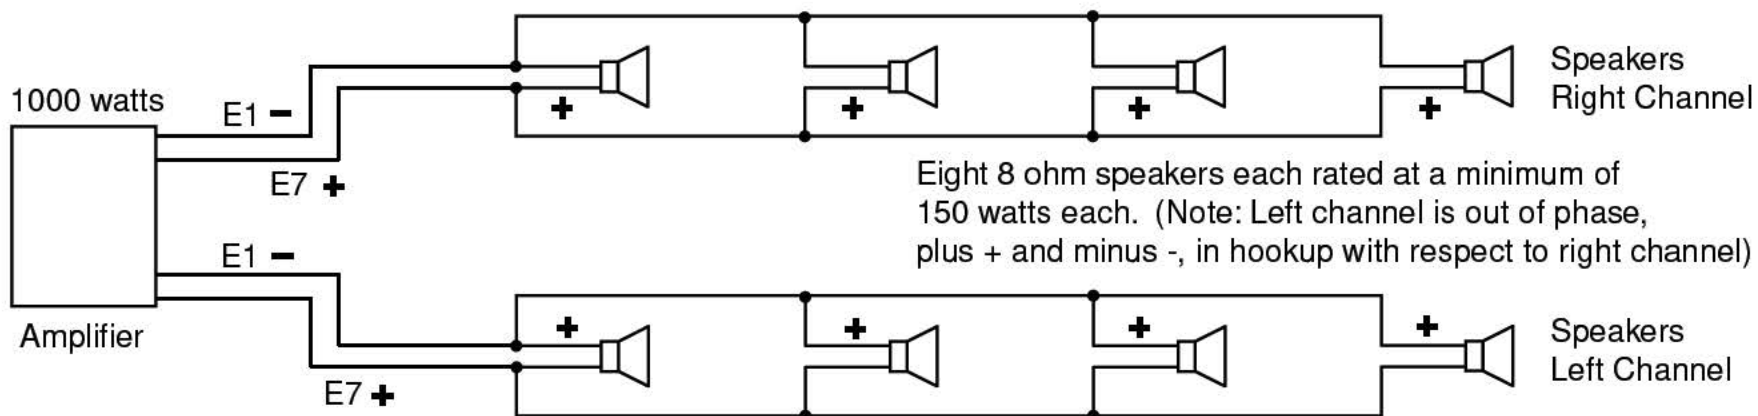 1000 watts
E1 −
E7 +
Amplifier
E1 −
E7 +
+ + + +
Speakers
Right Channel
Eight 8 ohm speakers each rated at a minimum of
150 watts each. (Note: Left channel is out of phase,
plus + and minus -, in hookup with respect to right channel)
+ + + +
Speakers
Left Channel